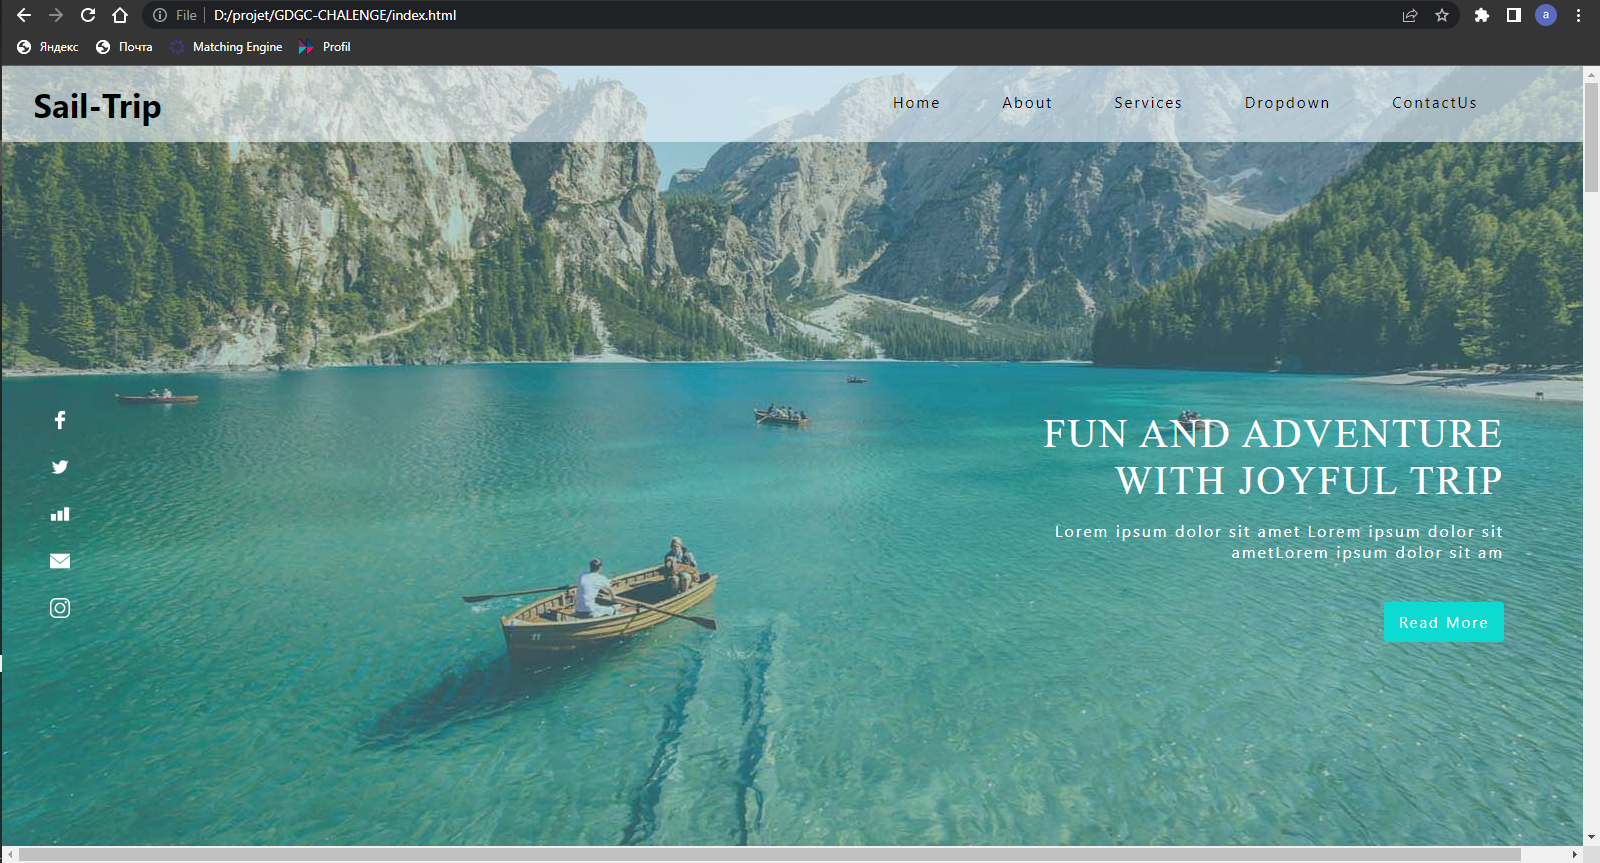 File D:/projet/GDGC-CHALENGE/index.html
a
Яндекс Почта Matching Engine Profil
Sail-Trip
Home About Services Dropdown ContactUs
FUN AND ADVENTURE
WITH JOYFUL TRIP
Lorem ipsum dolor sit amet Lorem ipsum dolor sit
ametLorem ipsum dolor sit am
Read More
11